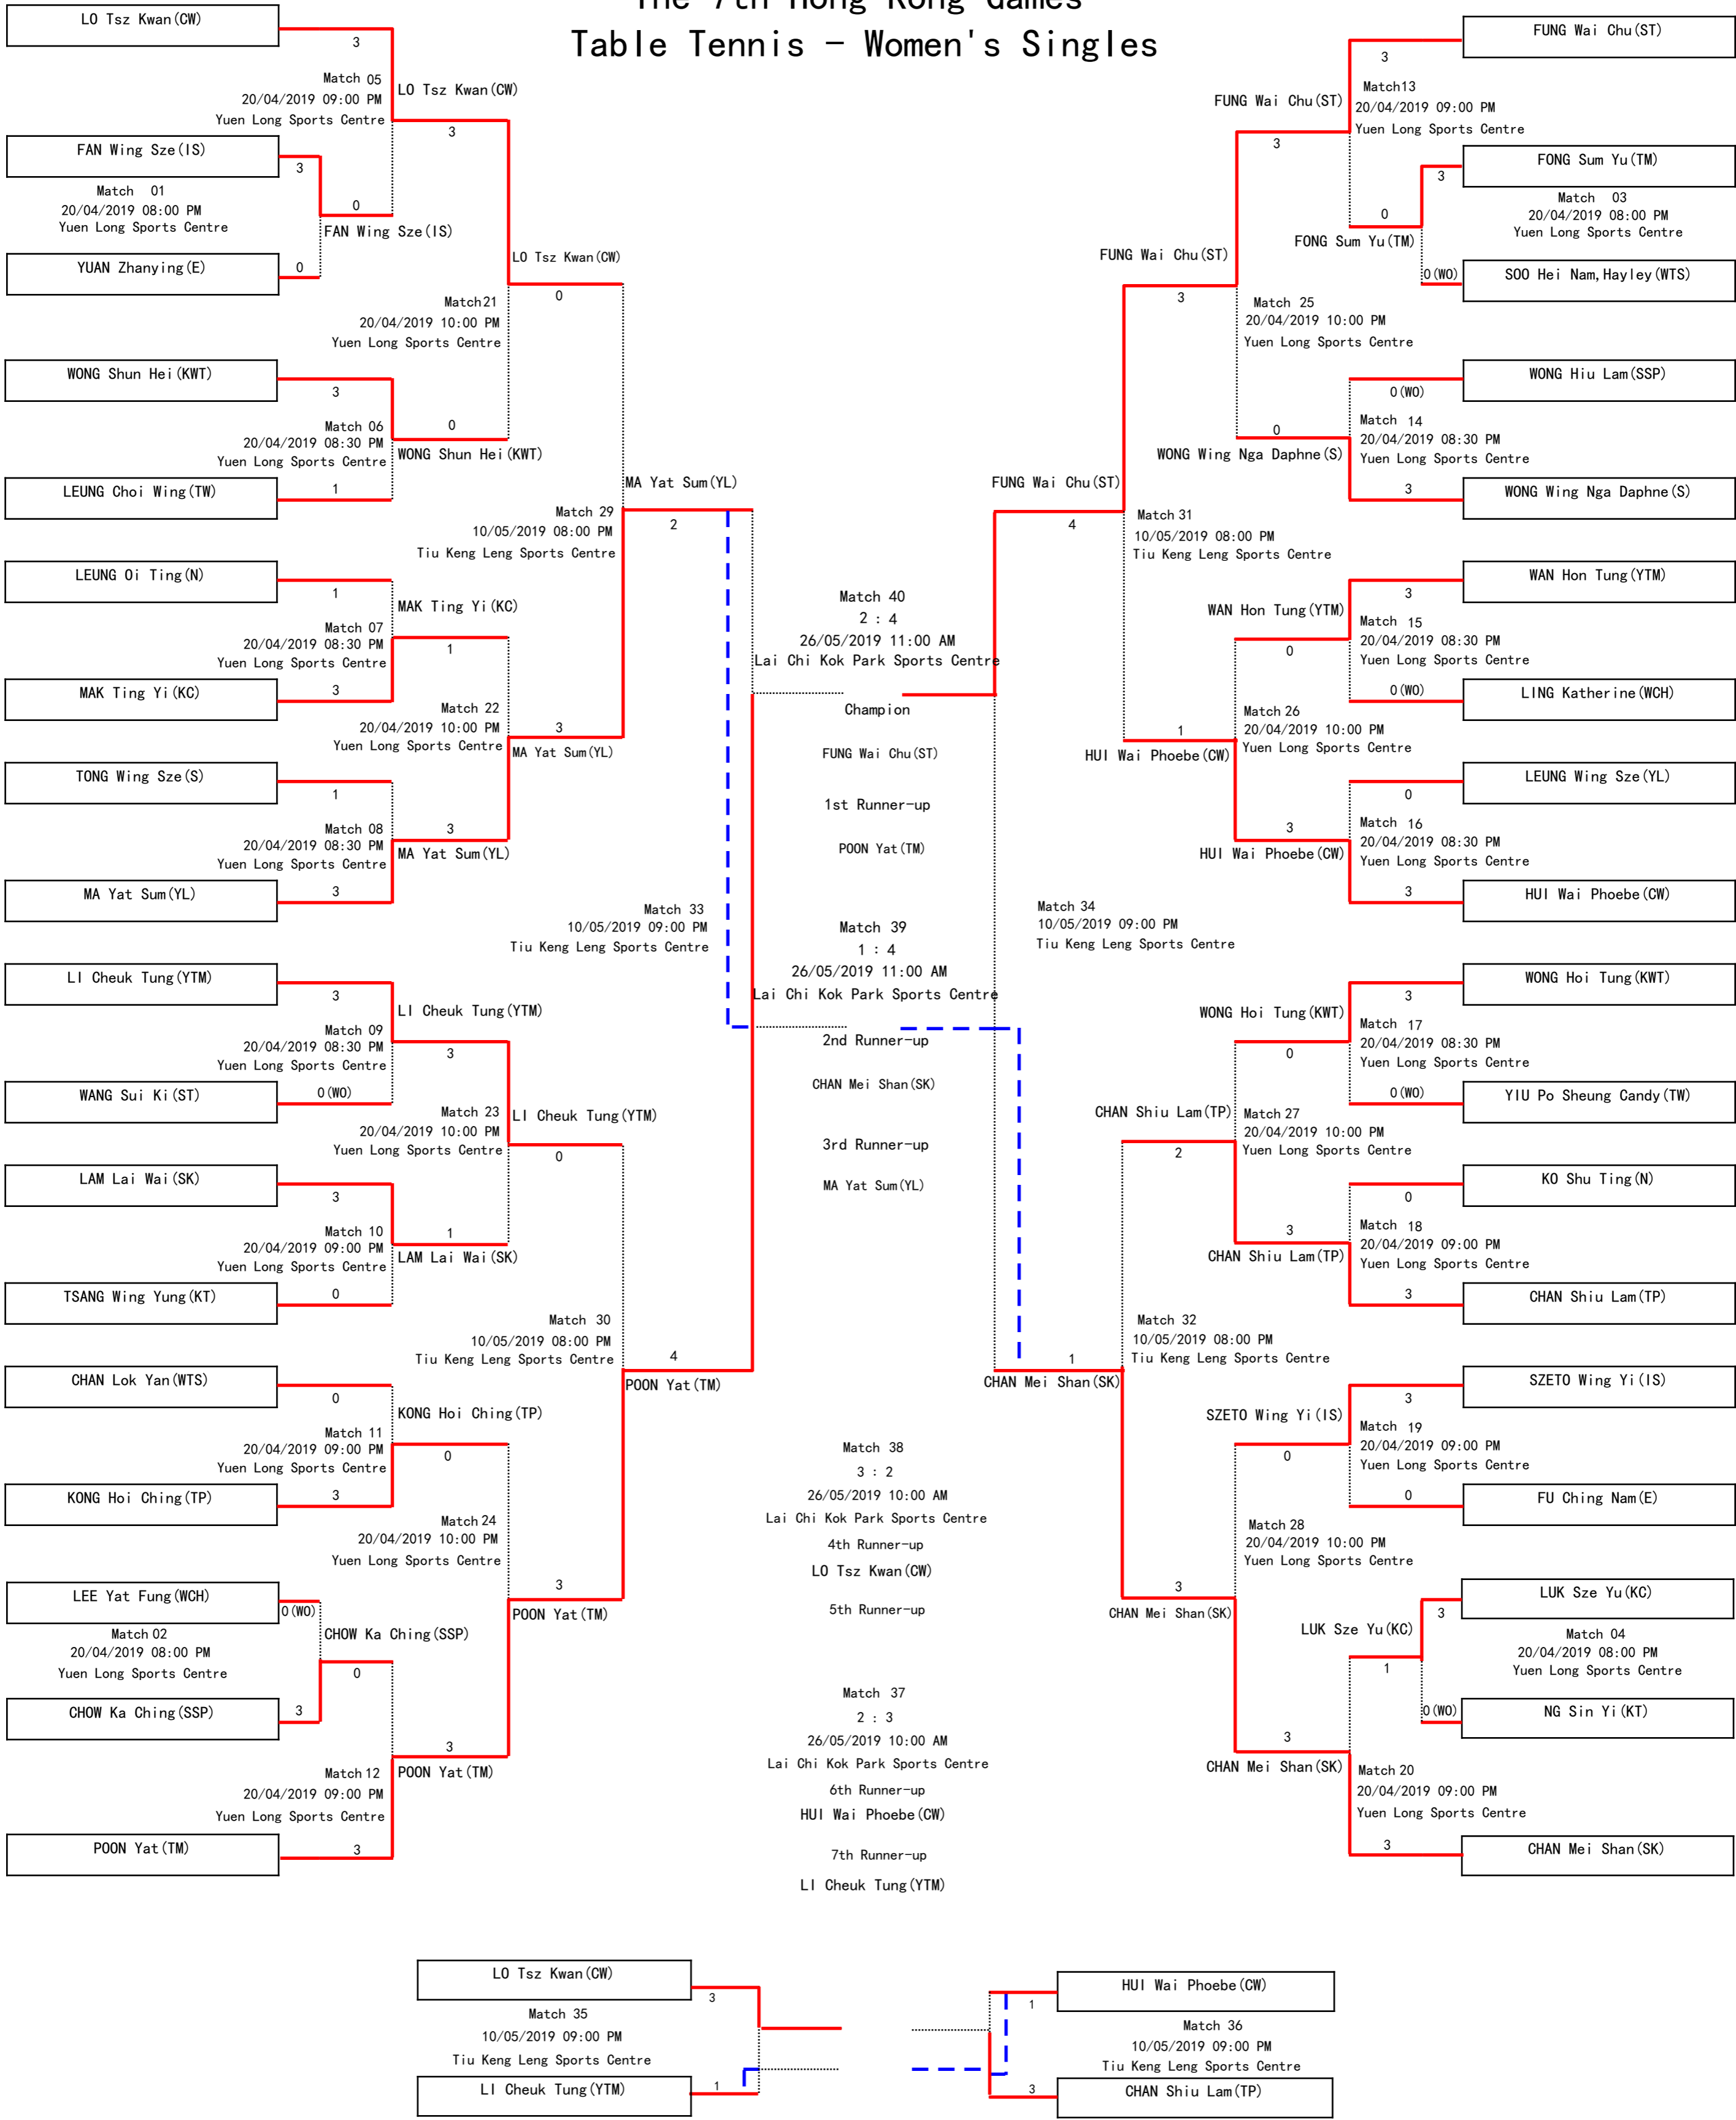 The 7th Hong Kong Games
Table Tennis - Women's Singles
LO Tsz Kwan(CW)
3
Match 05
20/04/2019 09:00 PM
Yuen Long Sports Centre
LO Tsz Kwan(CW)
3
FAN Wing Sze(IS)
3
Match 01
20/04/2019 08:00 PM
Yuen Long Sports Centre
0
FAN Wing Sze(IS)
YUAN Zhanying(E)
0
LO Tsz Kwan(CW)
0
Match21
20/04/2019 10:00 PM
Yuen Long Sports Centre
WONG Shun Hei(KWT)
3
Match 06
20/04/2019 08:30 PM
Yuen Long Sports Centre
0
WONG Shun Hei(KWT)
LEUNG Choi Wing(TW)
1
MA Yat Sum(YL)
2
Match 29
10/05/2019 08:00 PM
Tiu Keng Leng Sports Centre
LEUNG Oi Ting(N)
1
MAK Ting Yi(KC)
1
Match 07
20/04/2019 08:30 PM
Yuen Long Sports Centre
MAK Ting Yi(KC)
3
Match 22
20/04/2019 10:00 PM
Yuen Long Sports Centre
3
MA Yat Sum(YL)
TONG Wing Sze(S)
1
Match 08
20/04/2019 08:30 PM
Yuen Long Sports Centre
3
MA Yat Sum(YL)
MA Yat Sum(YL)
3
Match 33
10/05/2019 09:00 PM
Tiu Keng Leng Sports Centre
LI Cheuk Tung(YTM)
3
LI Cheuk Tung(YTM)
3
Match 09
20/04/2019 08:30 PM
Yuen Long Sports Centre
WANG Sui Ki(ST)
0(WO)
Match 23
20/04/2019 10:00 PM
Yuen Long Sports Centre
LI Cheuk Tung(YTM)
0
LAM Lai Wai(SK)
3
Match 10
20/04/2019 09:00 PM
Yuen Long Sports Centre
1
LAM Lai Wai(SK)
TSANG Wing Yung(KT)
0
Match 30
10/05/2019 08:00 PM
Tiu Keng Leng Sports Centre
4
POON Yat(TM)
CHAN Lok Yan(WTS)
0
KONG Hoi Ching(TP)
0
Match 11
20/04/2019 09:00 PM
Yuen Long Sports Centre
KONG Hoi Ching(TP)
3
Match 24
20/04/2019 10:00 PM
Yuen Long Sports Centre
3
POON Yat(TM)
LEE Yat Fung(WCH)
0(WO)
Match 02
20/04/2019 08:00 PM
Yuen Long Sports Centre
CHOW Ka Ching(SSP)
0
CHOW Ka Ching(SSP)
3
3
POON Yat(TM)
Match 12
20/04/2019 09:00 PM
Yuen Long Sports Centre
POON Yat(TM)
3
Match 40
2 : 4
26/05/2019 11:00 AM
Lai Chi Kok Park Sports Centre
Champion
FUNG Wai Chu(ST)
1st Runner-up
POON Yat(TM)
Match 39
1 : 4
26/05/2019 11:00 AM
Lai Chi Kok Park Sports Centre
2nd Runner-up
CHAN Mei Shan(SK)
3rd Runner-up
MA Yat Sum(YL)
Match 38
3 : 2
26/05/2019 10:00 AM
Lai Chi Kok Park Sports Centre
4th Runner-up
LO Tsz Kwan(CW)
5th Runner-up
Match 37
2 : 3
26/05/2019 10:00 AM
Lai Chi Kok Park Sports Centre
6th Runner-up
HUI Wai Phoebe(CW)
7th Runner-up
LI Cheuk Tung(YTM)
FUNG Wai Chu(ST)
3
Match13
20/04/2019 09:00 PM
Yuen Long Sports Centre
FUNG Wai Chu(ST)
3
FONG Sum Yu(TM)
3
Match 03
20/04/2019 08:00 PM
Yuen Long Sports Centre
0
FONG Sum Yu(TM)
0(WO)
SOO Hei Nam,Hayley(WTS)
FUNG Wai Chu(ST)
3
Match 25
20/04/2019 10:00 PM
Yuen Long Sports Centre
WONG Hiu Lam(SSP)
0(WO)
Match 14
20/04/2019 08:30 PM
Yuen Long Sports Centre
0
WONG Wing Nga Daphne(S)
3
WONG Wing Nga Daphne(S)
FUNG Wai Chu(ST)
4
Match 31
10/05/2019 08:00 PM
Tiu Keng Leng Sports Centre
WAN Hon Tung(YTM)
3
WAN Hon Tung(YTM)
0
Match 15
20/04/2019 08:30 PM
Yuen Long Sports Centre
0(WO)
LING Katherine(WCH)
Match 26
20/04/2019 10:00 PM
Yuen Long Sports Centre
1
HUI Wai Phoebe(CW)
LEUNG Wing Sze(YL)
0
Match 16
20/04/2019 08:30 PM
Yuen Long Sports Centre
3
HUI Wai Phoebe(CW)
3
HUI Wai Phoebe(CW)
Match 34
10/05/2019 09:00 PM
Tiu Keng Leng Sports Centre
WONG Hoi Tung(KWT)
3
WONG Hoi Tung(KWT)
0
Match 17
20/04/2019 08:30 PM
Yuen Long Sports Centre
0(WO)
YIU Po Sheung Candy(TW)
CHAN Shiu Lam(TP)
2
Match 27
20/04/2019 10:00 PM
Yuen Long Sports Centre
KO Shu Ting(N)
0
Match 18
20/04/2019 09:00 PM
Yuen Long Sports Centre
3
CHAN Shiu Lam(TP)
3
CHAN Shiu Lam(TP)
Match 32
10/05/2019 08:00 PM
Tiu Keng Leng Sports Centre
1
CHAN Mei Shan(SK)
SZETO Wing Yi(IS)
3
SZETO Wing Yi(IS)
0
Match 19
20/04/2019 09:00 PM
Yuen Long Sports Centre
0
FU Ching Nam(E)
Match 28
20/04/2019 10:00 PM
Yuen Long Sports Centre
3
CHAN Mei Shan(SK)
LUK Sze Yu(KC)
3
LUK Sze Yu(KC)
1
Match 04
20/04/2019 08:00 PM
Yuen Long Sports Centre
0(WO)
NG Sin Yi(KT)
3
CHAN Mei Shan(SK)
Match 20
20/04/2019 09:00 PM
Yuen Long Sports Centre
3
CHAN Mei Shan(SK)
LO Tsz Kwan(CW)
3
Match 35
10/05/2019 09:00 PM
Tiu Keng Leng Sports Centre
LI Cheuk Tung(YTM)
1
HUI Wai Phoebe(CW)
1
Match 36
10/05/2019 09:00 PM
Tiu Keng Leng Sports Centre
3
CHAN Shiu Lam(TP)